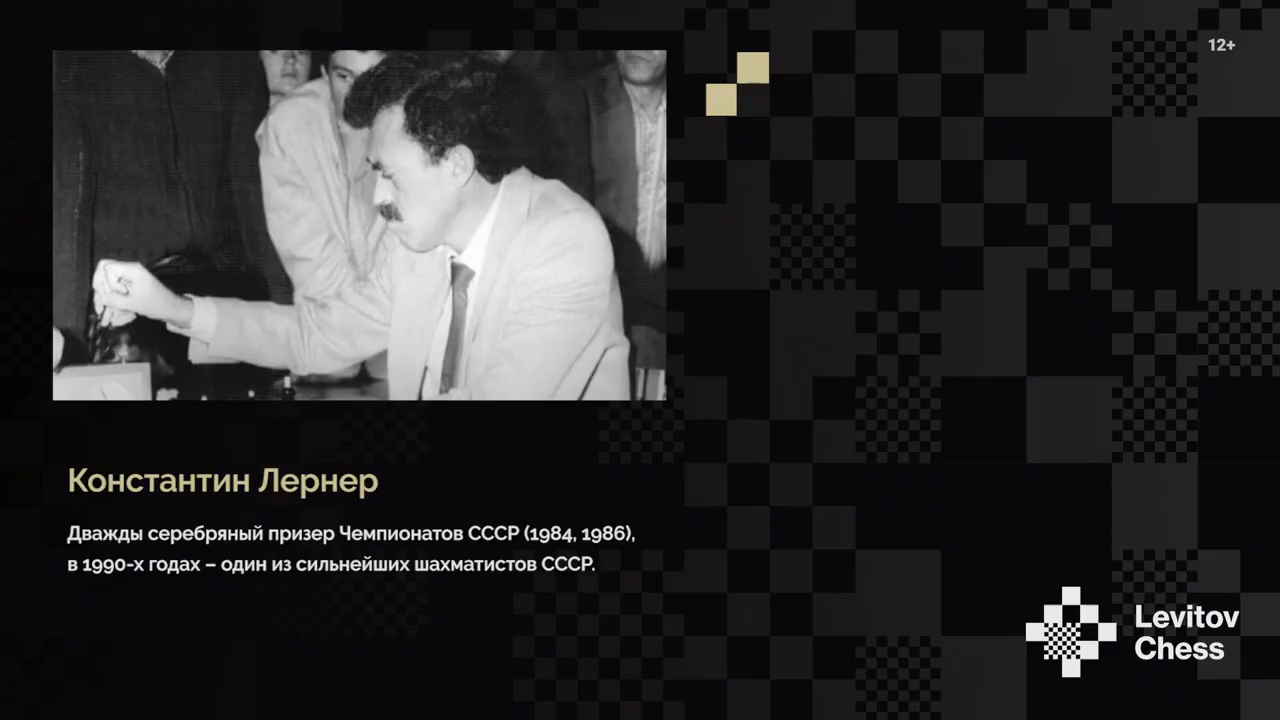 12+
Константин Лернер
Дважды серебряный призер Чемпионатов СССР (1984, 1986),
в 1990-х годах – один из сильнейших шахматистов СССР.
Levitov
Chess